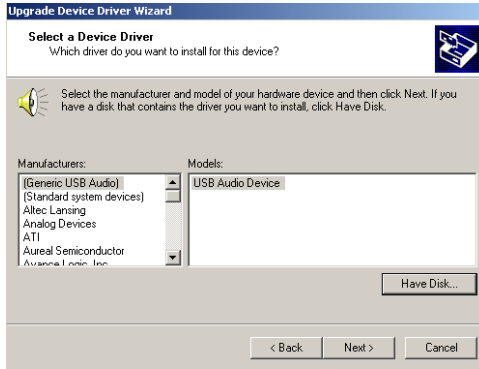 Upgrade Device Driver Wizard
Select a Device Driver
Which driver do you want to install for this device?
Select the manufacturer and model of your hardware device and then click Next. If you
have a disk that contains the driver you want to install, click Have Disk.
Manufacturers:
(Generic USB Audio)
(Standard system devices)
Altec Lansing
Analog Devices
ATI
Aureal Semiconductor
Avance Logic, Inc.
Models:
USB Audio Device
Have Disk...
< Back
Next >
Cancel